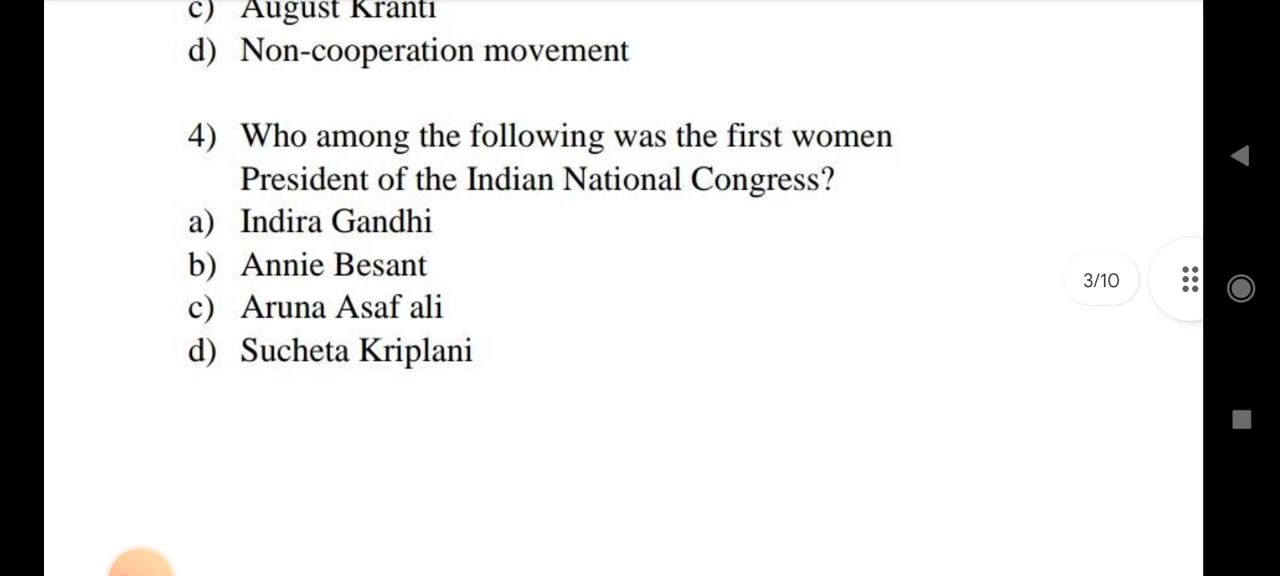 c) August Kranti
d) Non-cooperation movement
4) Who among the following was the first women
President of the Indian National Congress?
a) Indira Gandhi
b) Annie Besant
c) Aruna Asaf ali
d) Sucheta Kriplani
3/10